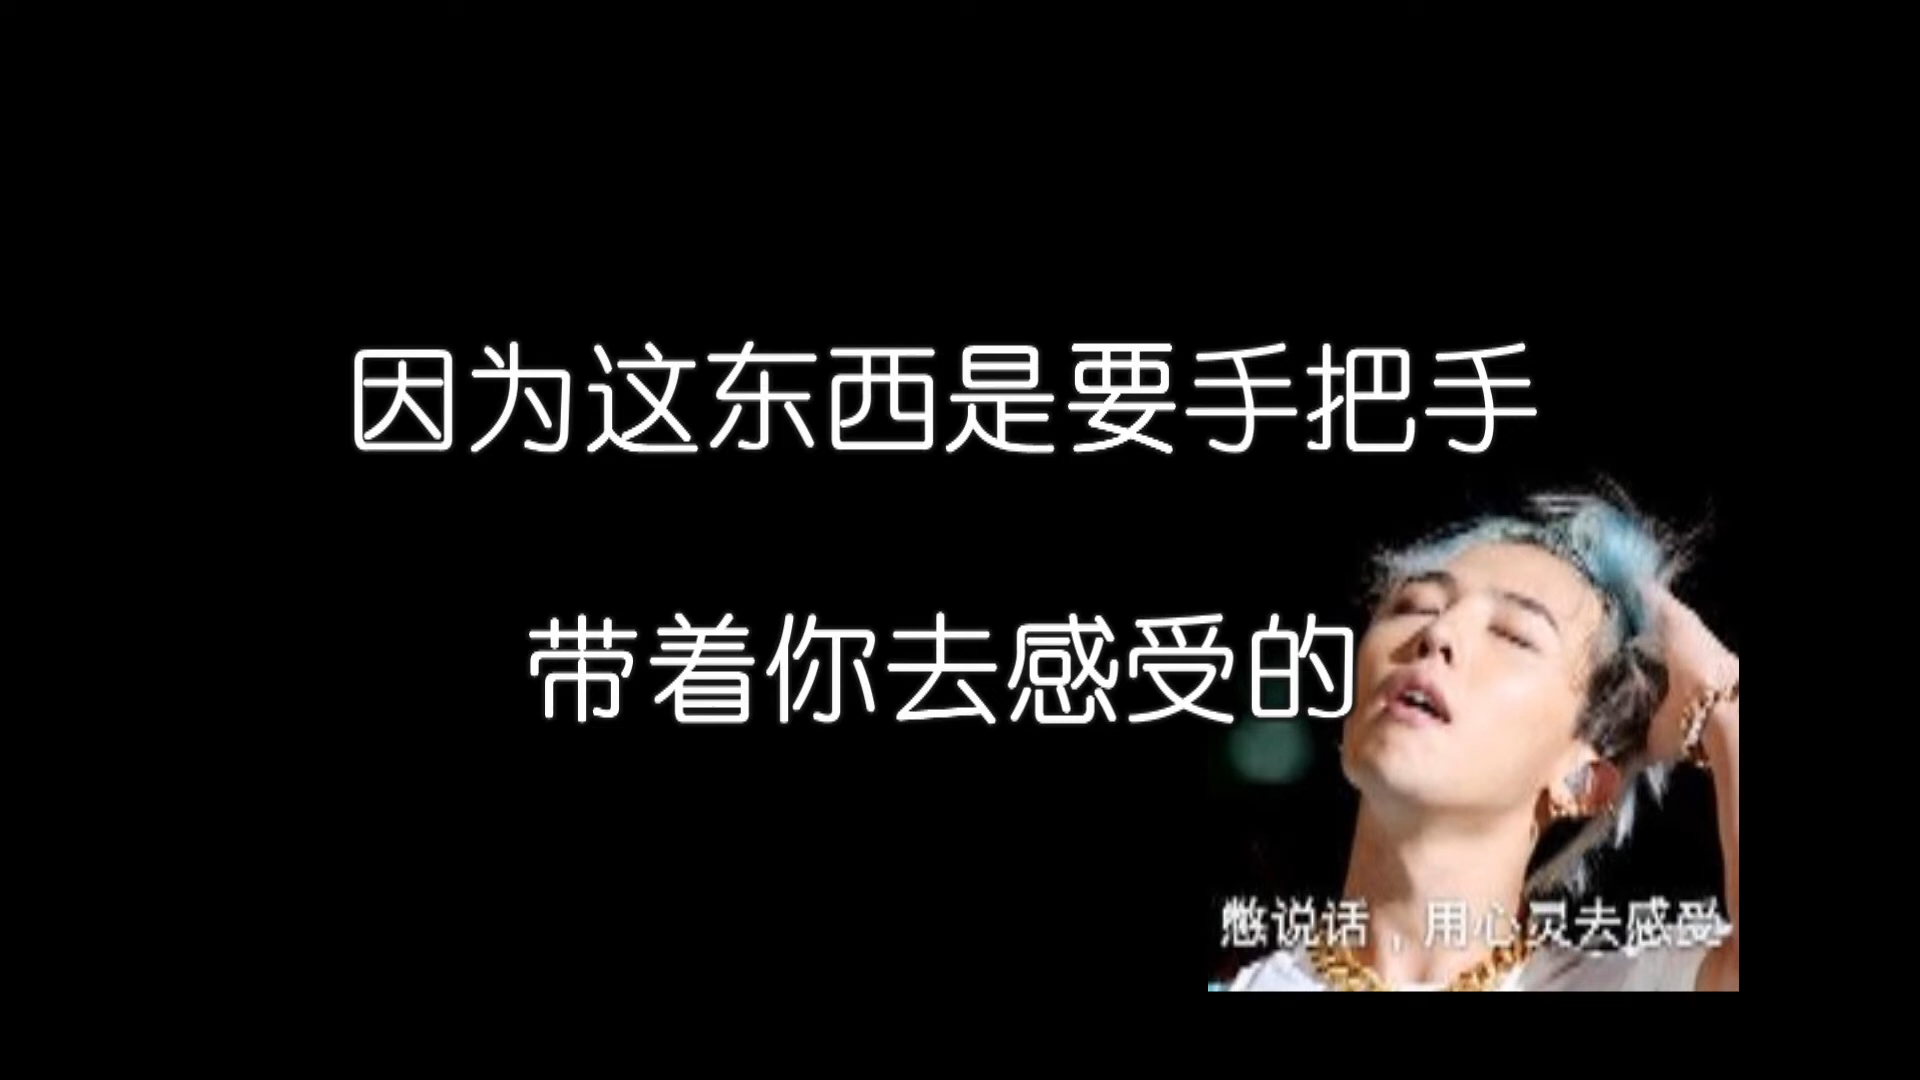 因为这东西是要手把手
带着你去感受的
憋说话，用心灵去感受